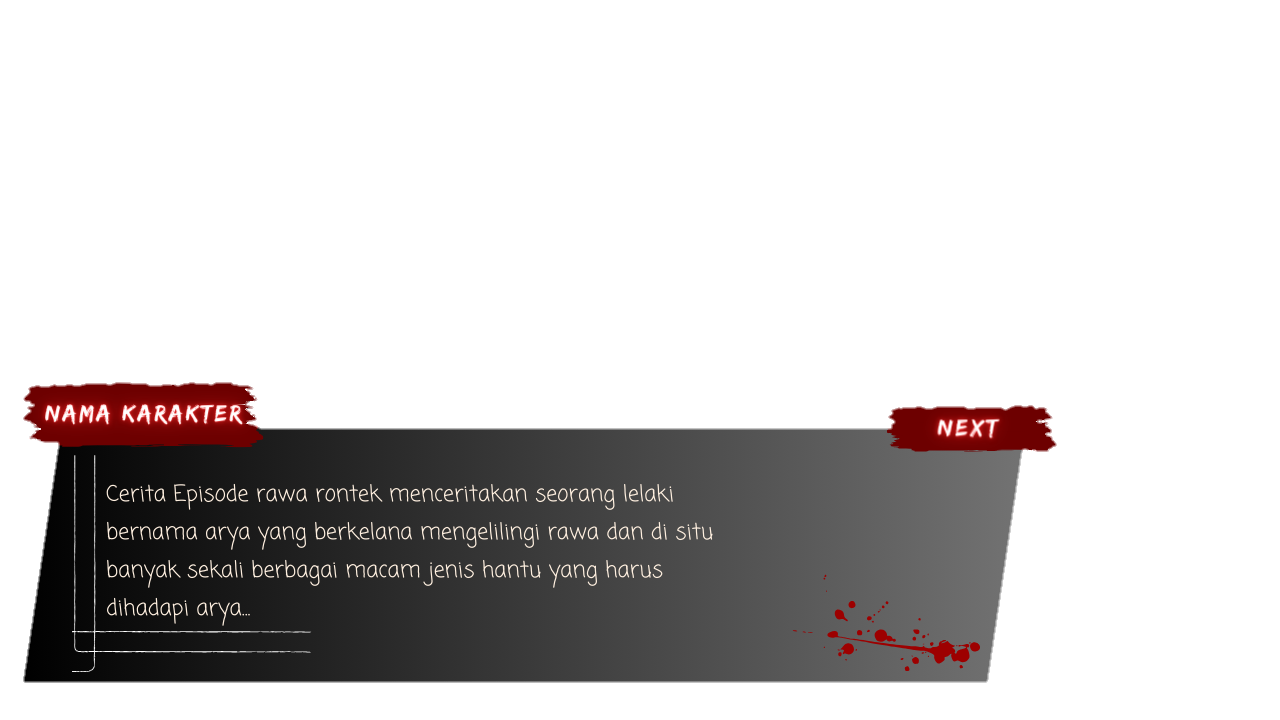 NAMA KARAKTER
NEXT
Cerita Episode rawa rontek menceritakan seorang lelaki
bernama arya yang berkelana mengelilingi rawa dan di situ
banyak sekali berbagai macam jenis hantu yang harus
dihadapi arya...